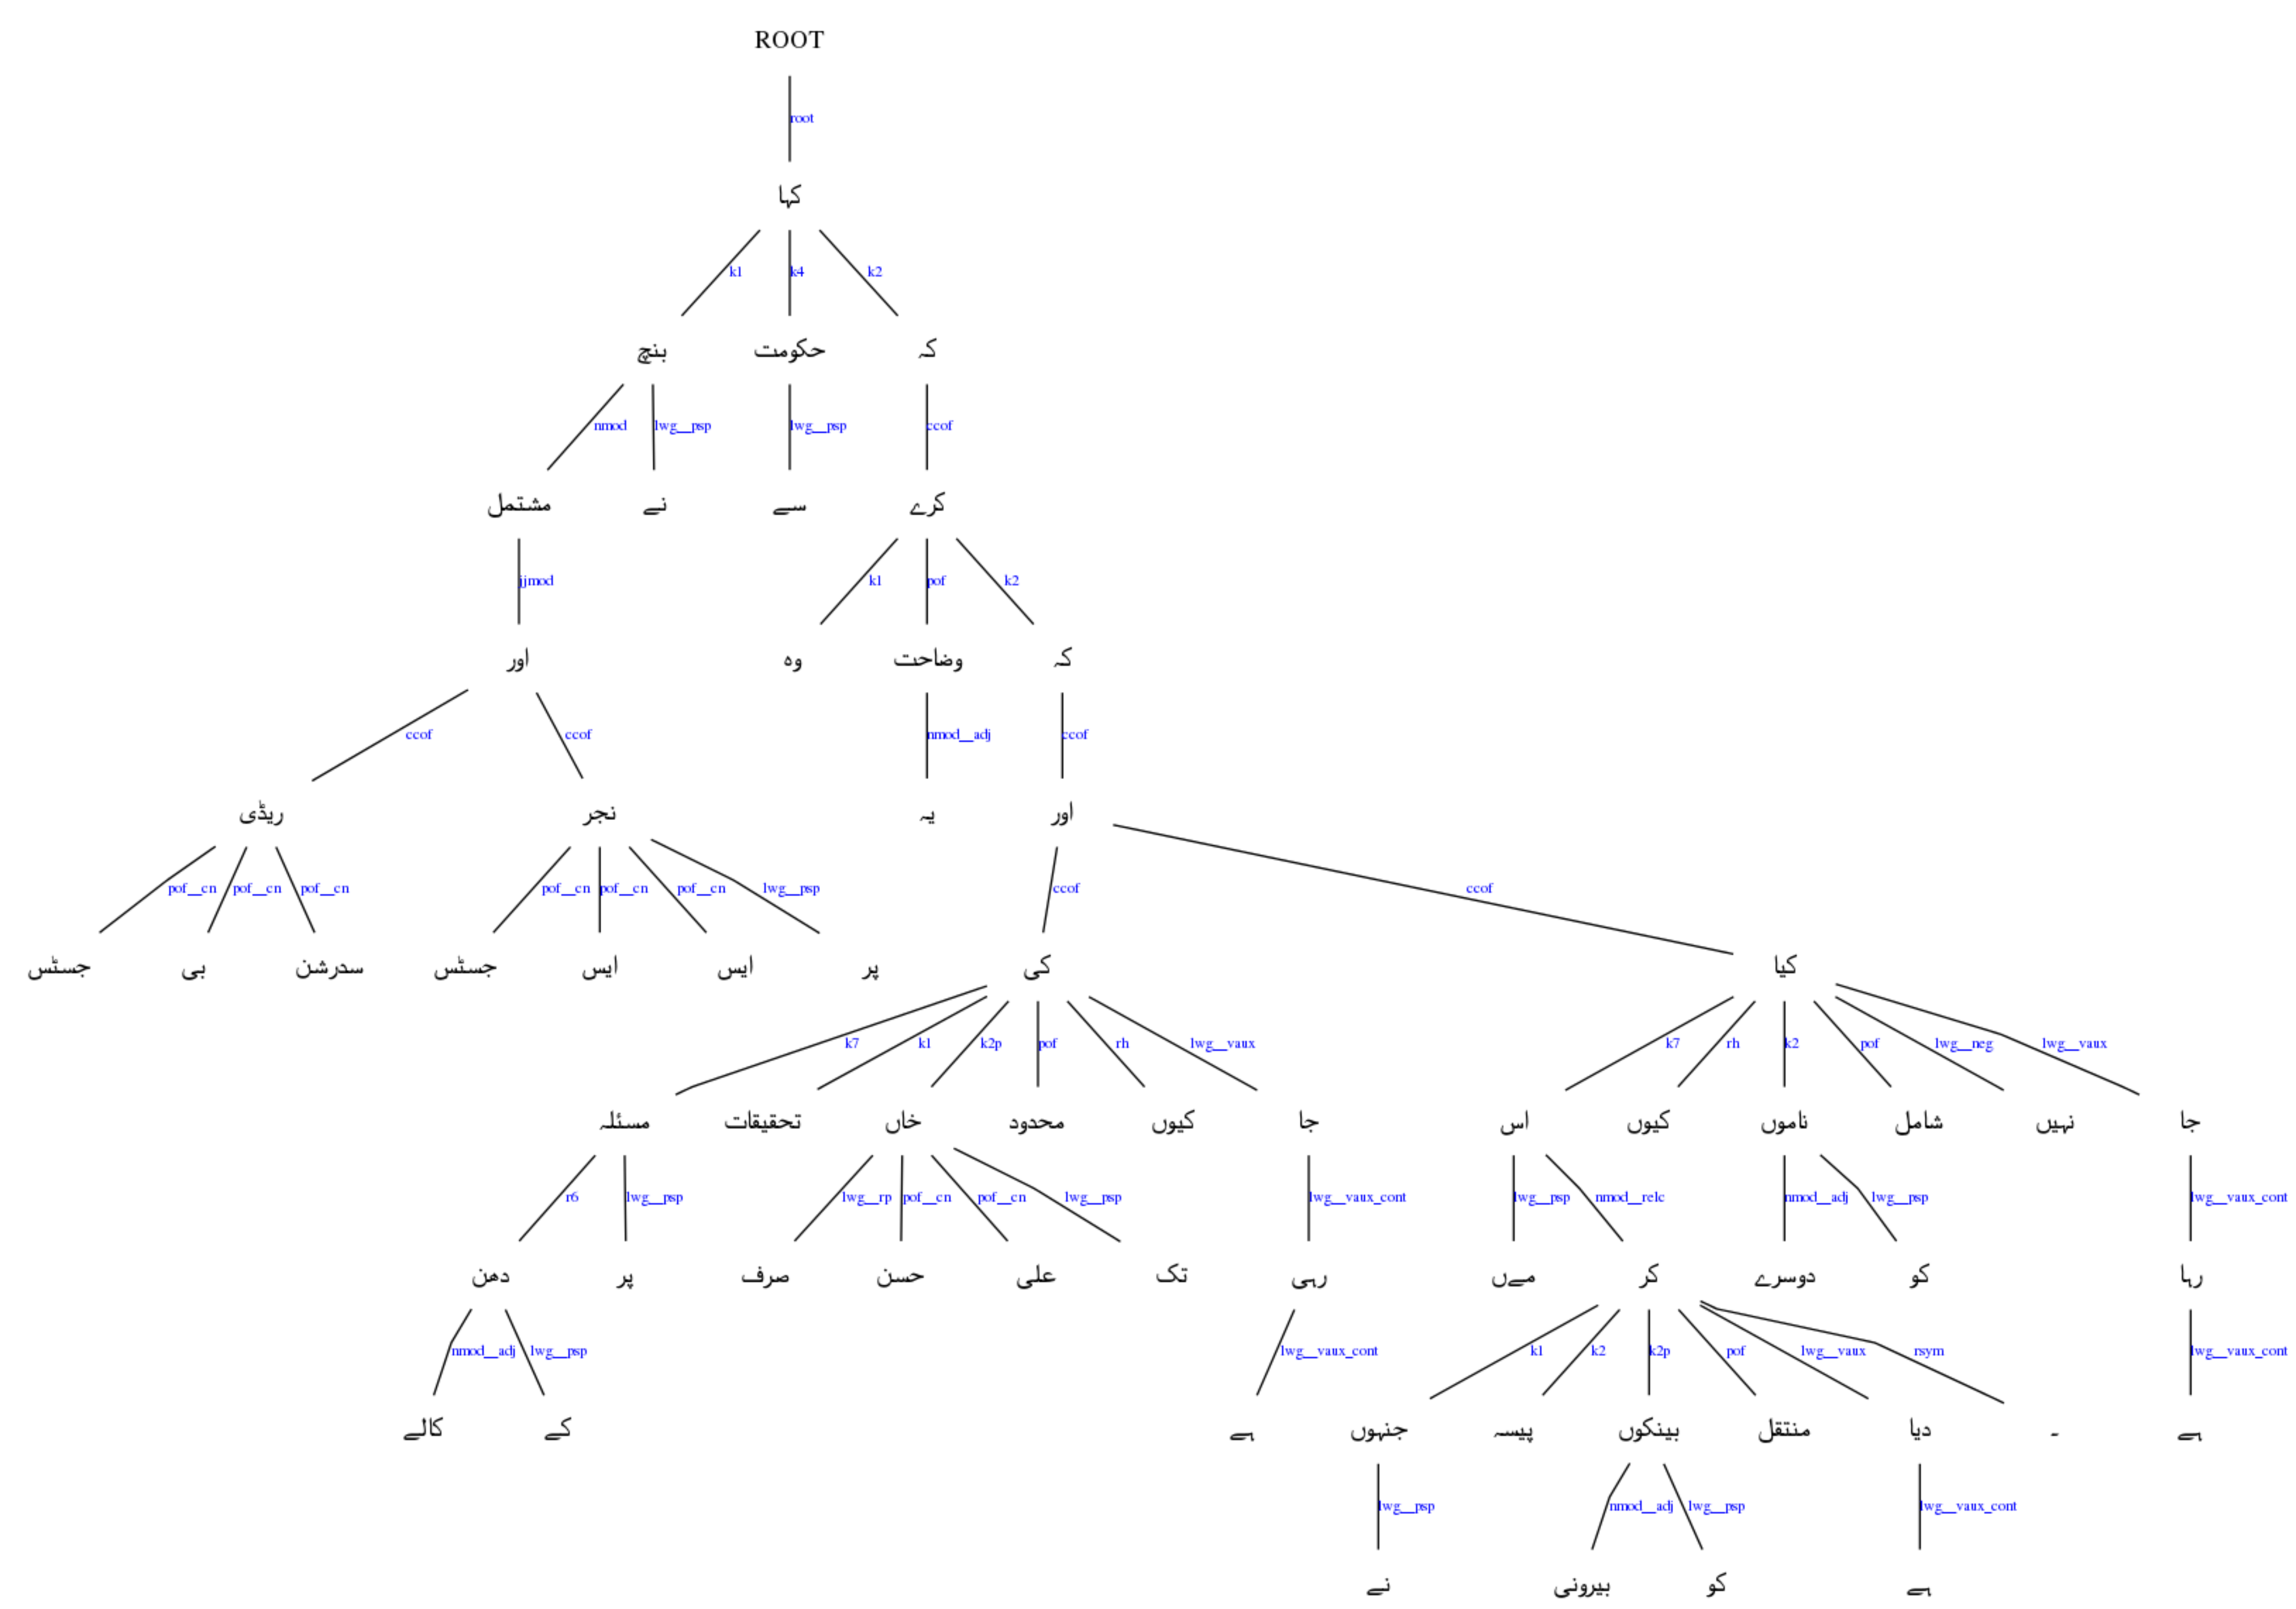 ROOT
root
کہا
k1 k4 k2
بنچ حکومت کہ
nmod lwg__psp lwg__psp ccof
مشتمل نے سے کرے
jjmod k1 pof k2
اور وہ وضاحت کہ
ccof ccof nmod__adj ccof
ریڈی نجر یہ اور
pof__cn pof__cn pof__cn pof__cn pof__cn pof__cn lwg__psp ccof ccof
جسٹس بی سدرشن جسٹس ایس ایس پر کی کیا
k7 k1 k2p pof rh lwg__vaux k7 rh k2 pof lwg__neg lwg__vaux
مسئلہ تحقیقات خاں محدود کیوں جا اس کیوں ناموں شامل نہیں جا
r6 lwg__psp lwg__rp pof__cn pof__cn lwg__psp lwg__vaux_cont lwg__psp nmod__relc nmod__adj lwg__psp lwg__vaux_cont
دھن پر صرف حسن علی تک رہی مےں کر دوسرے کو رہا
nmod__adj lwg__psp lwg__vaux_cont k1 k2 k2p pof lwg__vaux rsym lwg__vaux_cont
کالے کے ہے جنہوں پیسہ بینکوں منتقل دیا ۔ ہے
lwg__psp nmod__adj lwg__psp lwg__vaux_cont
نے بیرونی کو ہے